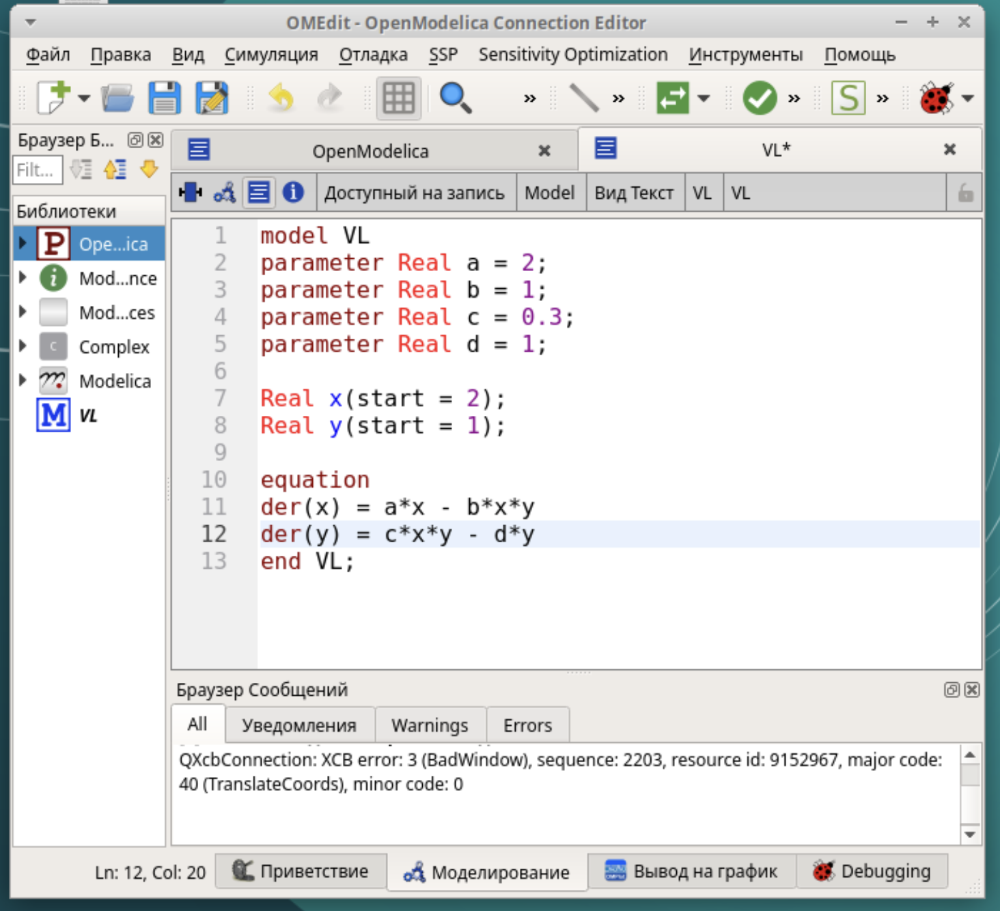 OMEdit - OpenModelica Connection Editor
Файл Правка Вид Симуляция Отладка SSP Sensitivity Optimization Инструменты Помощь
Браузер Б...
Filt...
Библиотеки
Ope...ica
Mod...nce
Mod...ces
Complex
Modelica
VL
OpenModelica
VL*
Доступный на запись Model Вид Текст VL VL
1 model VL
2 parameter Real a = 2;
3 parameter Real b = 1;
4 parameter Real c = 0.3;
5 parameter Real d = 1;
6
7 Real x(start = 2);
8 Real y(start = 1);
9
10 equation
11 der(x) = a*x - b*x*y
12 der(y) = c*x*y - d*y
13 end VL;
Браузер Сообщений
All Уведомления Warnings Errors
QXcbConnection: XCB error: 3 (BadWindow), sequence: 2203, resource id: 9152967, major code:
40 (TranslateCoords), minor code: 0
Ln: 12, Col: 20 Приветствие Моделирование Вывод на график Debugging